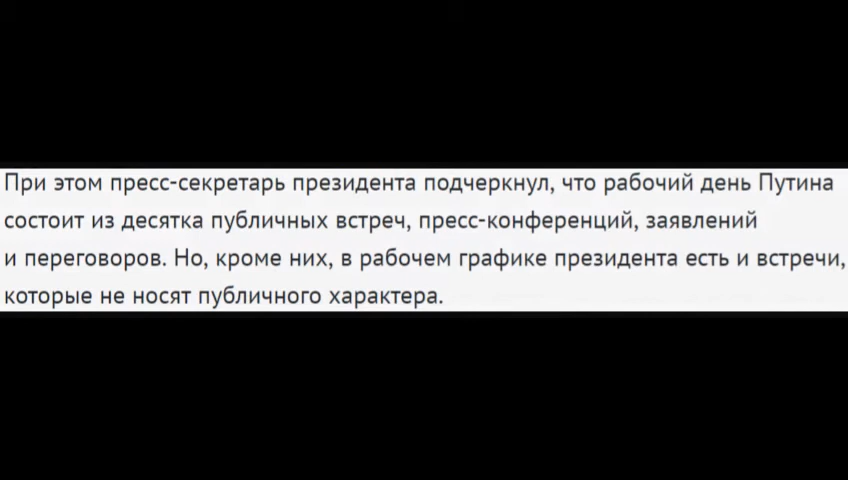 При этом пресс-секретарь президента подчеркнул, что рабочий день Путина
состоит из десятка публичных встреч, пресс-конференций, заявлений
и переговоров. Но, кроме них, в рабочем графике президента есть и встречи,
которые не носят публичного характера.